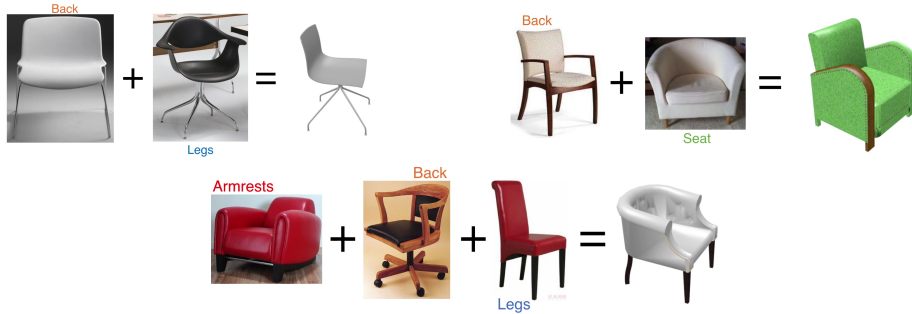 Back
+
=
Legs
Back
+
=
Seat
Armrests
Back
+
+
=
Legs